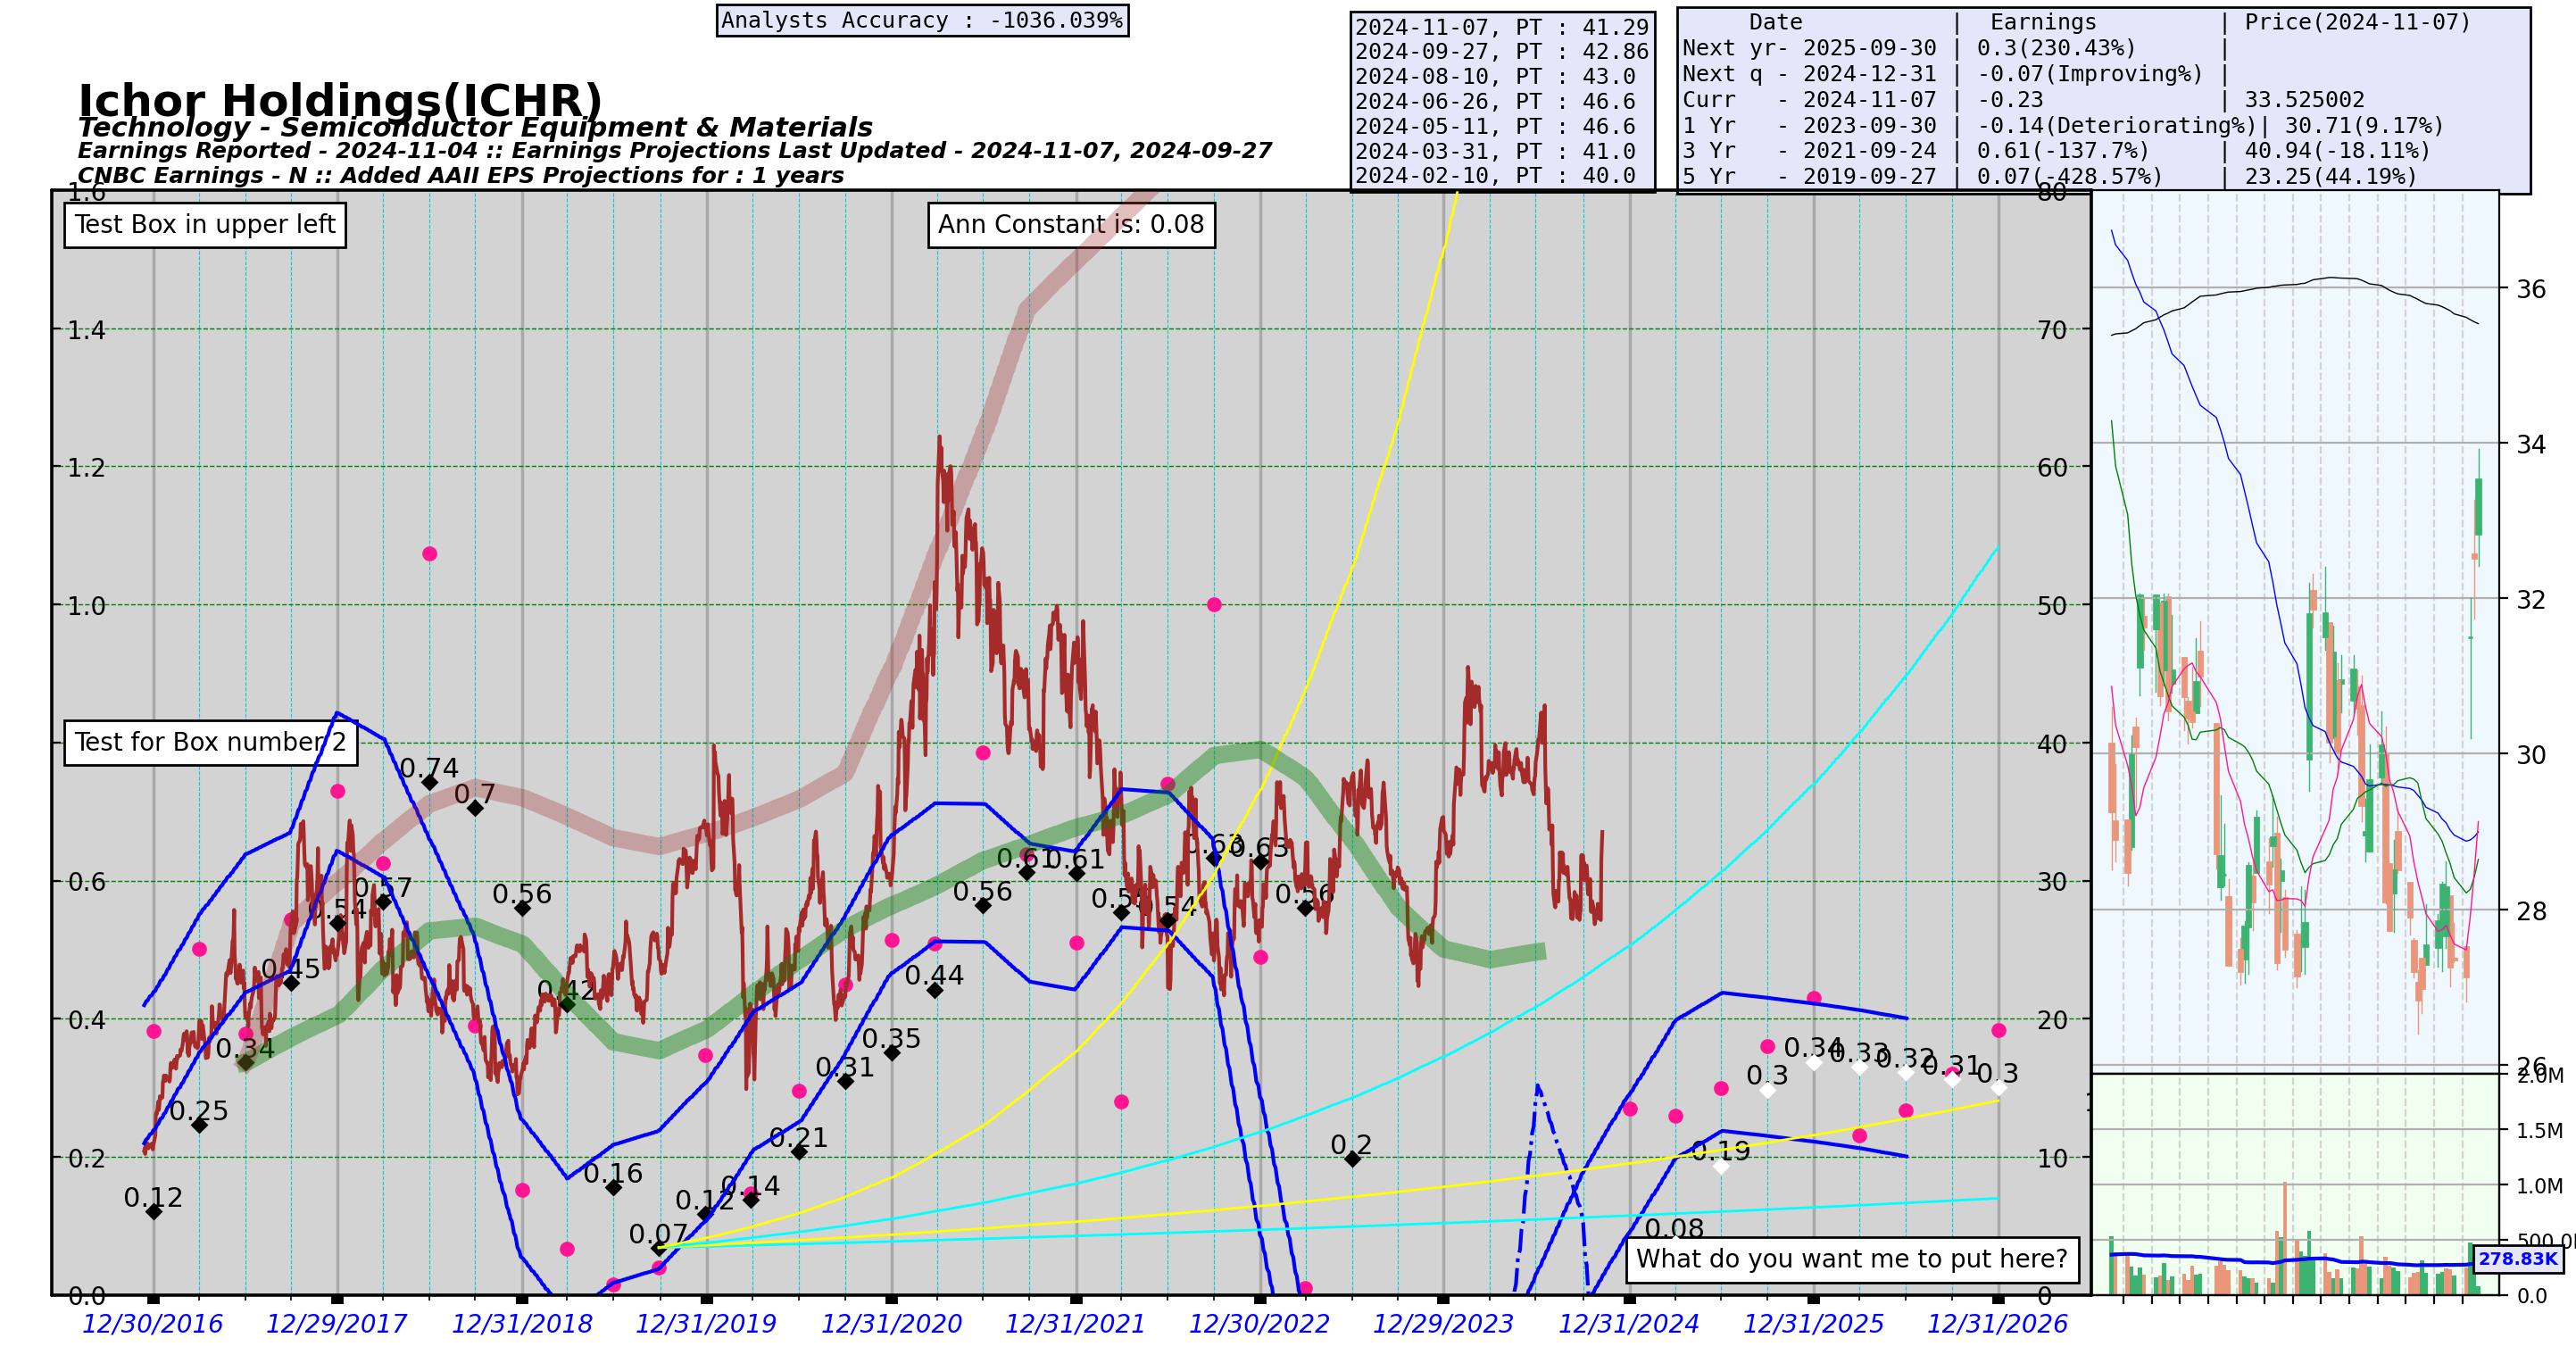 Analysts Accuracy : -1036.039%
2024-11-07, PT : 41.29
2024-09-27, PT : 42.86
2024-08-10, PT : 43.0
2024-06-26, PT : 46.6
2024-05-11, PT : 46.6
2024-03-31, PT : 41.0
2024-02-10, PT : 40.0
Date | Earnings | Price(2024-11-07)
Next yr- 2025-09-30 | 0.3(230.43%) |
Next q - 2024-12-31 | -0.07(Improving%) |
Curr - 2024-11-07 | -0.23 | 33.525002
1 Yr - 2023-09-30 | -0.14(Deteriorating%)| 30.71(9.17%)
3 Yr - 2021-09-24 | 0.61(-137.7%) | 40.94(-18.11%)
5 Yr - 2019-09-27 | 0.07(-428.57%) | 23.25(44.19%)
Ichor Holdings(ICHR)
Technology - Semiconductor Equipment & Materials
Earnings Reported - 2024-11-04 :: Earnings Projections Last Updated - 2024-11-07, 2024-09-27
CNBC Earnings - N :: Added AAII EPS Projections for : 1 years
Test Box in upper left
Ann Constant is: 0.08
Test for Box number 2
What do you want me to put here?
1.6
1.4
1.2
1.0
0.6
0.4
0.2
0.0
80
70
60
50
40
30
20
10
0
36
34
32
30
28
26
2.0M
1.5M
1.0M
278.83K
0.0
0.12
0.25
0.34
0.45
0.54
0.57
0.74
0.7
0.56
0.42
0.16
0.07
0.12
0.14
0.21
0.31
0.35
0.44
0.56
0.61
0.61
0.54
0.63
0.63
0.56
0.2
0.08
0.19
0.3
0.34
0.33
0.32
0.31
0.3
12/30/2016
12/29/2017
12/31/2018
12/31/2019
12/31/2020
12/31/2021
12/30/2022
12/29/2023
12/31/2024
12/31/2025
12/31/2026